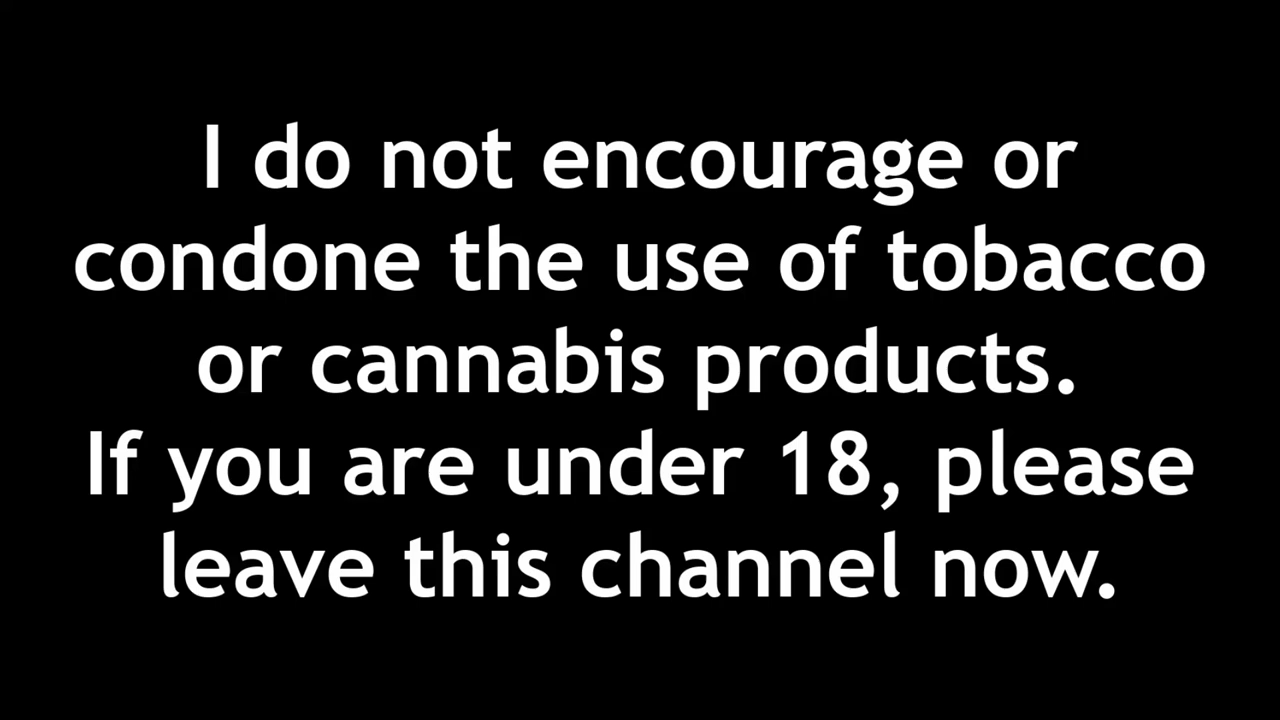 I do not encourage or
condone the use of tobacco
or cannabis products.
If you are under 18, please
leave this channel now.